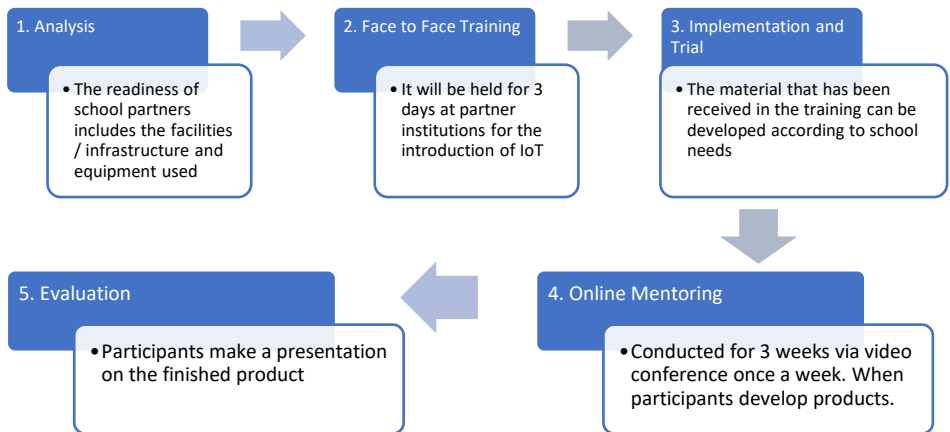 1. Analysis
• The readiness of
school partners
includes the facilities
/ infrastructure and
equipment used
2. Face to Face Training
• It will be held for 3
days at partner
institutions for the
introduction of IoT
3. Implementation and
Trial
• The material that has been
received in the training can be
developed according to school
needs
4. Online Mentoring
• Conducted for 3 weeks via video
conference once a week. When
participants develop products.
5. Evaluation
• Participants make a presentation
on the finished product